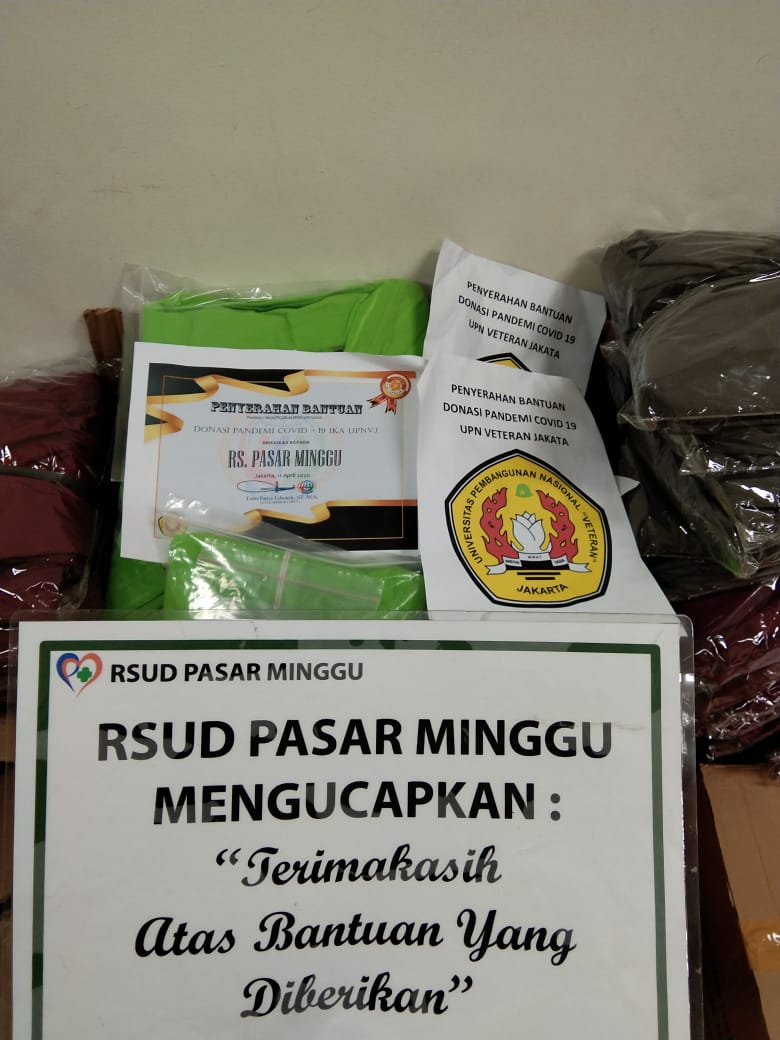 PENYERAHAN BANTUAN
DONASI PANDEMI COVID 19
UPN VETERAN JAKATA
PENYERAHAN BANTUAN
DONASI PANDEMI COVID – 19 IKA UPNVJ
DIBERIKAN KEPADA
RS. PASAR MINGGU
Jakarta, 11 April 2020
PENYERAHAN BANTUAN
DONASI PANDEMI COVID 19
UPN VETERAN JAKATA
UNIVERSITAS PEMBANGUNAN NASIONAL "VETERAN"
JAKARTA
RSUD PASAR MINGGU
RSUD PASAR MINGGU
MENGUCAPKAN :
“Terimakasih
Atas Bantuan Yang
Diberikan”